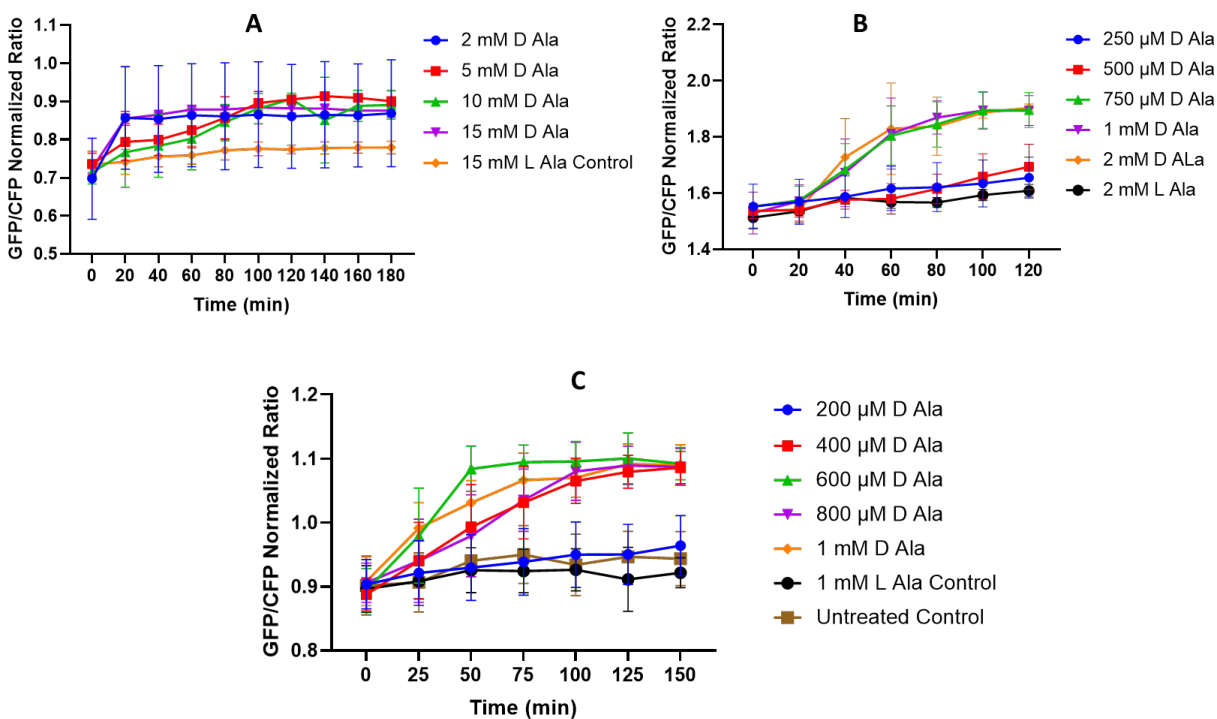 A
GFP/CFP Normalized Ratio
1.1
1.0
0.9
0.8
0.7
0.6
0.5
0 20 40 60 80 100 120 140 160 180
Time (min)
2 mM D Ala
5 mM D Ala
10 mM D Ala
15 mM D Ala
15 mM L Ala Control
B
GFP/CFP Normalized Ratio
2.2
2.0
1.8
1.6
1.4
0 20 40 60 80 100 120
Time (min)
250 µM D Ala
500 µM D Ala
750 µM D Ala
1 mM D Ala
2 mM D ALa
2 mM L Ala
C
GFP/CFP Normalized Ratio
1.2
1.1
1.0
0.9
0.8
0 25 50 75 100 125 150
Time (min)
200 µM D Ala
400 µM D Ala
600 µM D Ala
800 µM D Ala
1 mM D Ala
1 mM L Ala Control
Untreated Control